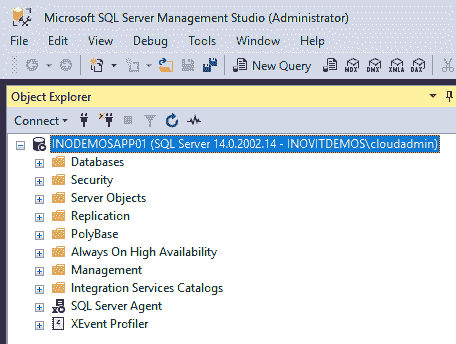 Microsoft SQL Server Management Studio (Administrator)
File Edit View Debug Tools Window Help
New Query MDX DMX XMLA DAX
Object Explorer
Connect
INODEMOSAPP01 (SQL Server 14.0.2002.14 - INOVITDEMOS\cloudadmin)
Databases
Security
Server Objects
Replication
PolyBase
Always On High Availability
Management
Integration Services Catalogs
SQL Server Agent
XEvent Profiler